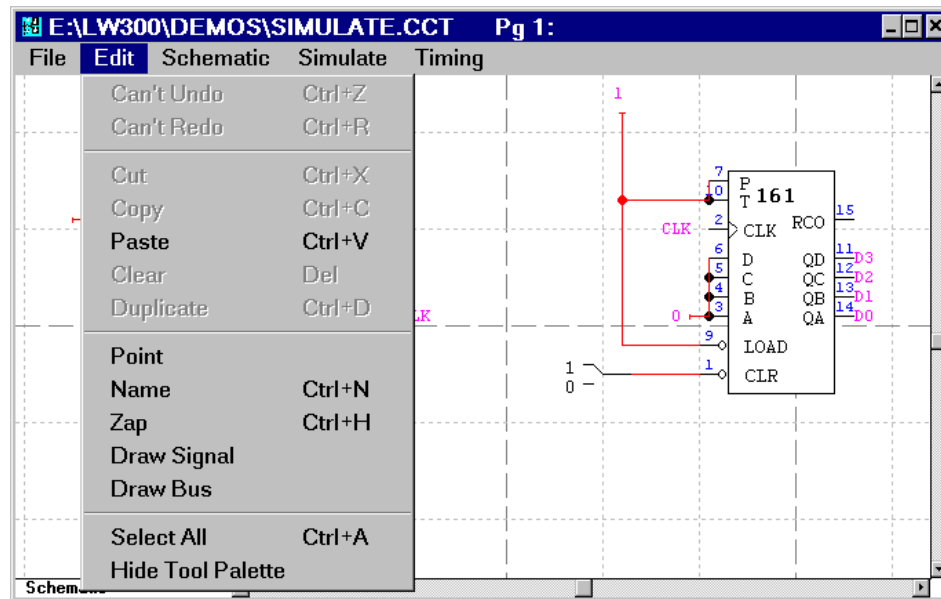 E:\LW300\DEMOS\SIMULATE.CCT Pg 1:
File Edit Schematic Simulate Timing
Can't Undo Ctrl+Z
Can't Redo Ctrl+R
Cut Ctrl+X
Copy Ctrl+C
Paste Ctrl+V
Clear Del
Duplicate Ctrl+D
Point
Name Ctrl+N
Zap Ctrl+H
Draw Signal
Draw Bus
Select All Ctrl+A
Hide Tool Palette
LK
1
7 P 161
10 T
RCO 15
CLK 2 CLK
6 D QD 11 D3
5 C QC 12 D2
4 B QB 13 D1
0 3 A QA 14 D0
9 LOAD
1 1 CLR
0